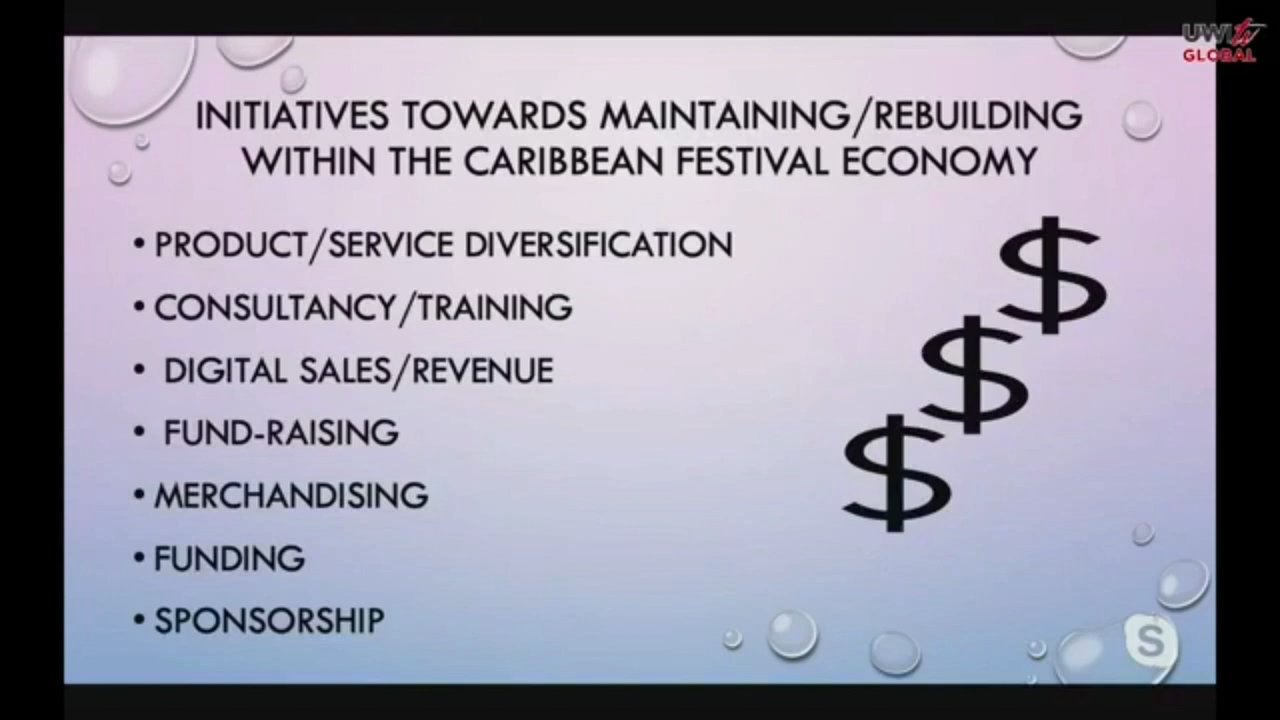 UWItv
GLOBAL
INITIATIVES TOWARDS MAINTAINING/REBUILDING
WITHIN THE CARIBBEAN FESTIVAL ECONOMY
• PRODUCT/SERVICE DIVERSIFICATION
• CONSULTANCY/TRAINING
• DIGITAL SALES/REVENUE
• FUND-RAISING
• MERCHANDISING
• FUNDING
• SPONSORSHIP
$
$
$
S